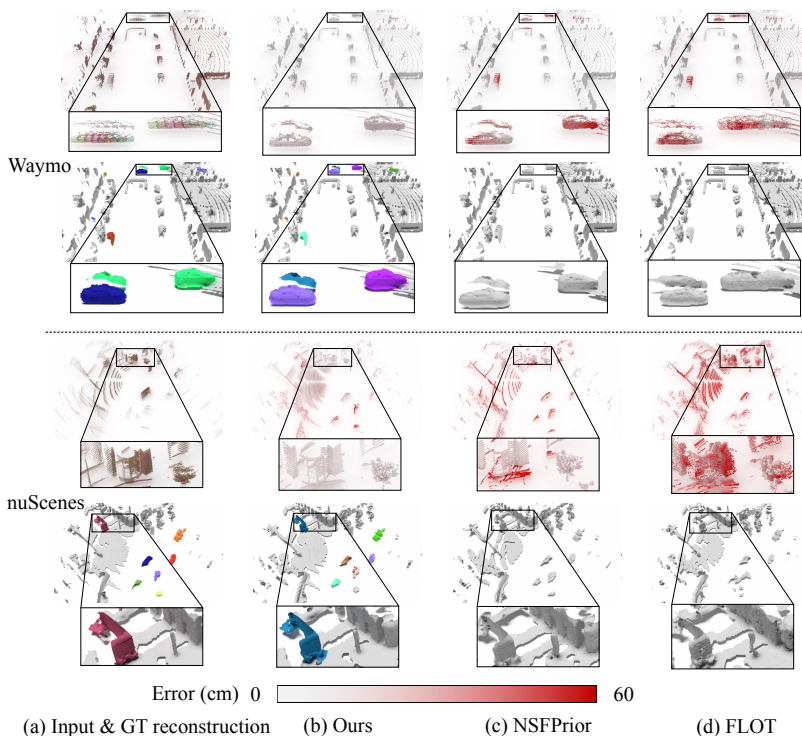 Waymo
nuScenes
Error (cm) 0 60
(a) Input & GT reconstruction (b) Ours (c) NSFPrior (d) FLOT